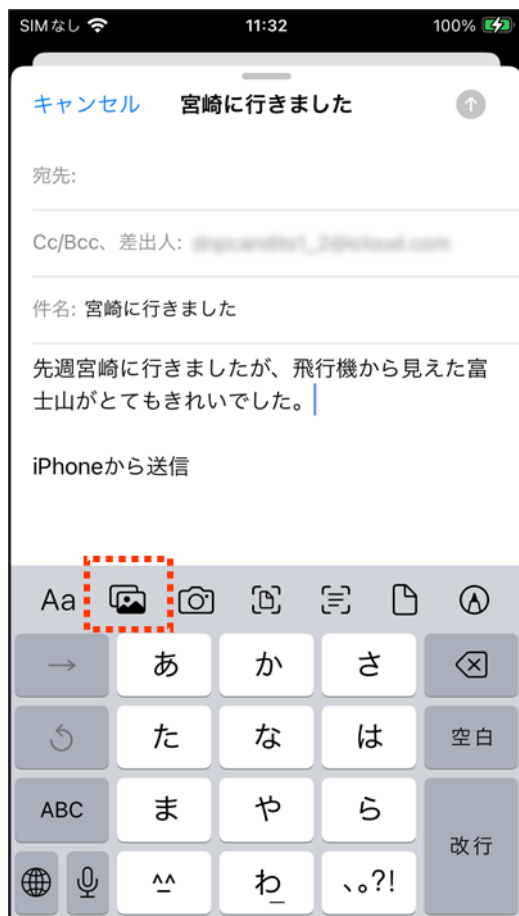 SIMなし 11:32 100%
キャンセル 宮崎に行きました
宛先:
Cc/Bcc、差出人:
件名: 宮崎に行きました
先週宮崎に行きましたが、飛行機から見えた富
士山がとてもきれいでした。
iPhoneから送信
Aa
→ あ か さ
た な は 空白
ABC ま や ら
^^ わ_ 、。?! 改行